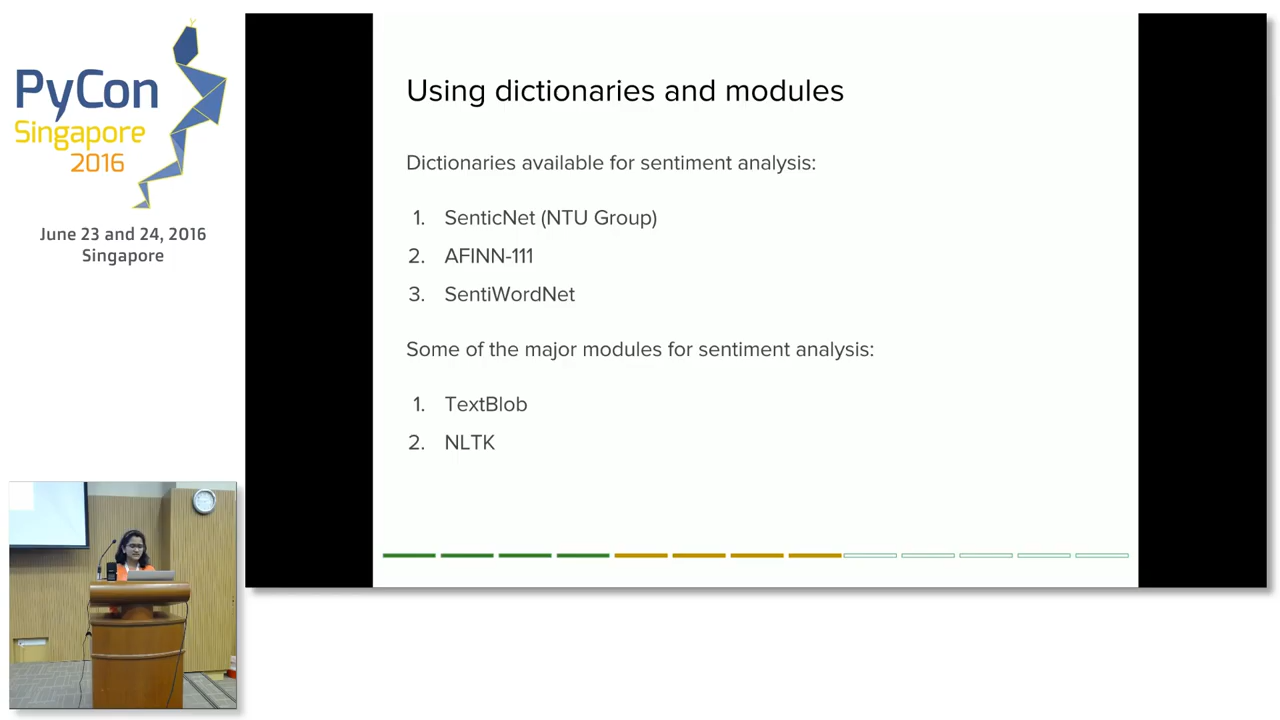 PyCon
Singapore
2016
June 23 and 24, 2016
Singapore
Using dictionaries and modules
Dictionaries available for sentiment analysis:
1. SenticNet (NTU Group)
2. AFINN-111
3. SentiWordNet
Some of the major modules for sentiment analysis:
1. TextBlob
2. NLTK